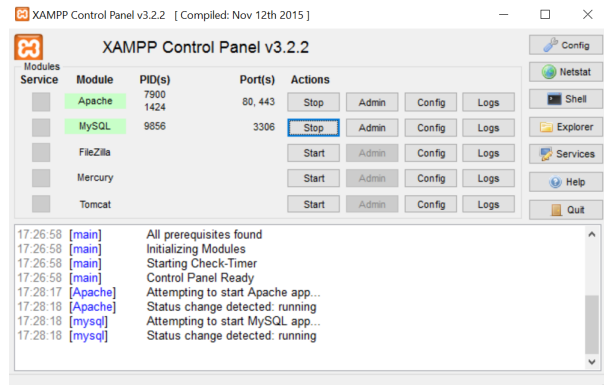 XAMPP Control Panel v3.2.2 [ Compiled: Nov 12th 2015 ]
XAMPP Control Panel v3.2.2
Config
Modules
Service Module PID(s) Port(s) Actions
Netstat
Apache 7900 1424 80, 443 Stop Admin Config Logs
Shell
MySQL 9856 3306 Stop Admin Config Logs
Explorer
FileZilla Start Admin Config Logs
Services
Mercury Start Admin Config Logs
Help
Tomcat Start Admin Config Logs
Quit
17:26:58 [main] All prerequisites found
17:26:58 [main] Initializing Modules
17:26:58 [main] Starting Check-Timer
17:26:58 [main] Control Panel Ready
17:28:17 [Apache] Attempting to start Apache app...
17:28:18 [Apache] Status change detected: running
17:28:18 [mysql] Attempting to start MySQL app...
17:28:18 [mysql] Status change detected: running